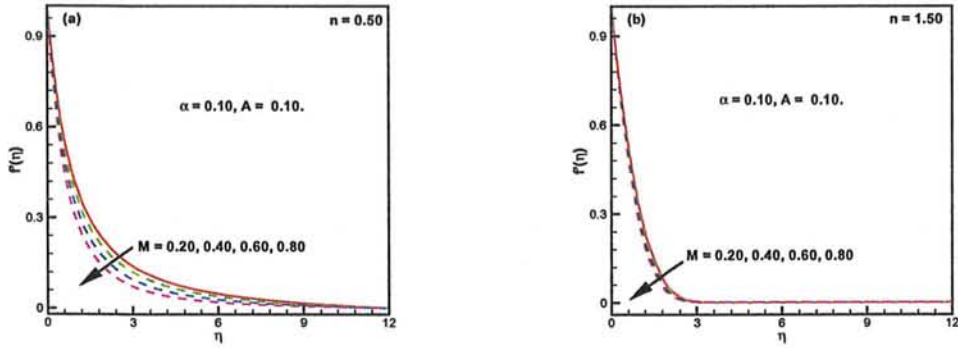 (a)
n = 0.50
0.9
α = 0.10, A = 0.10.
0.6
f'(η)
0.3
M = 0.20, 0.40, 0.60, 0.80
0
0 3 6 9 12
η
(b)
n = 1.50
0.9
α = 0.10, A = 0.10.
0.6
f'(η)
0.3
M = 0.20, 0.40, 0.60, 0.80
0
0 3 6 9 12
η